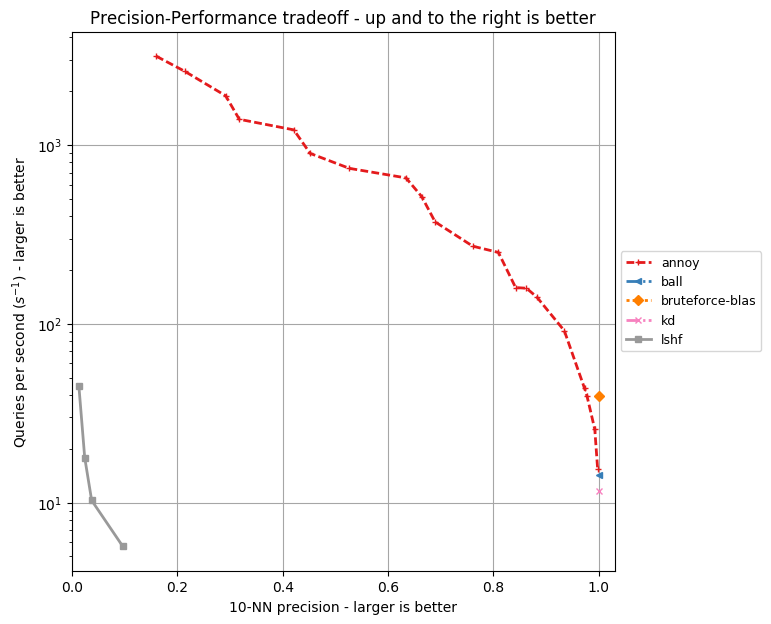 Precision-Performance tradeoff - up and to the right is better
Queries per second (s⁻¹) - larger is better
10³
10²
10¹
0.0 0.2 0.4 0.6 0.8 1.0
10-NN precision - larger is better
annoy
ball
bruteforce-blas
kd
lshf